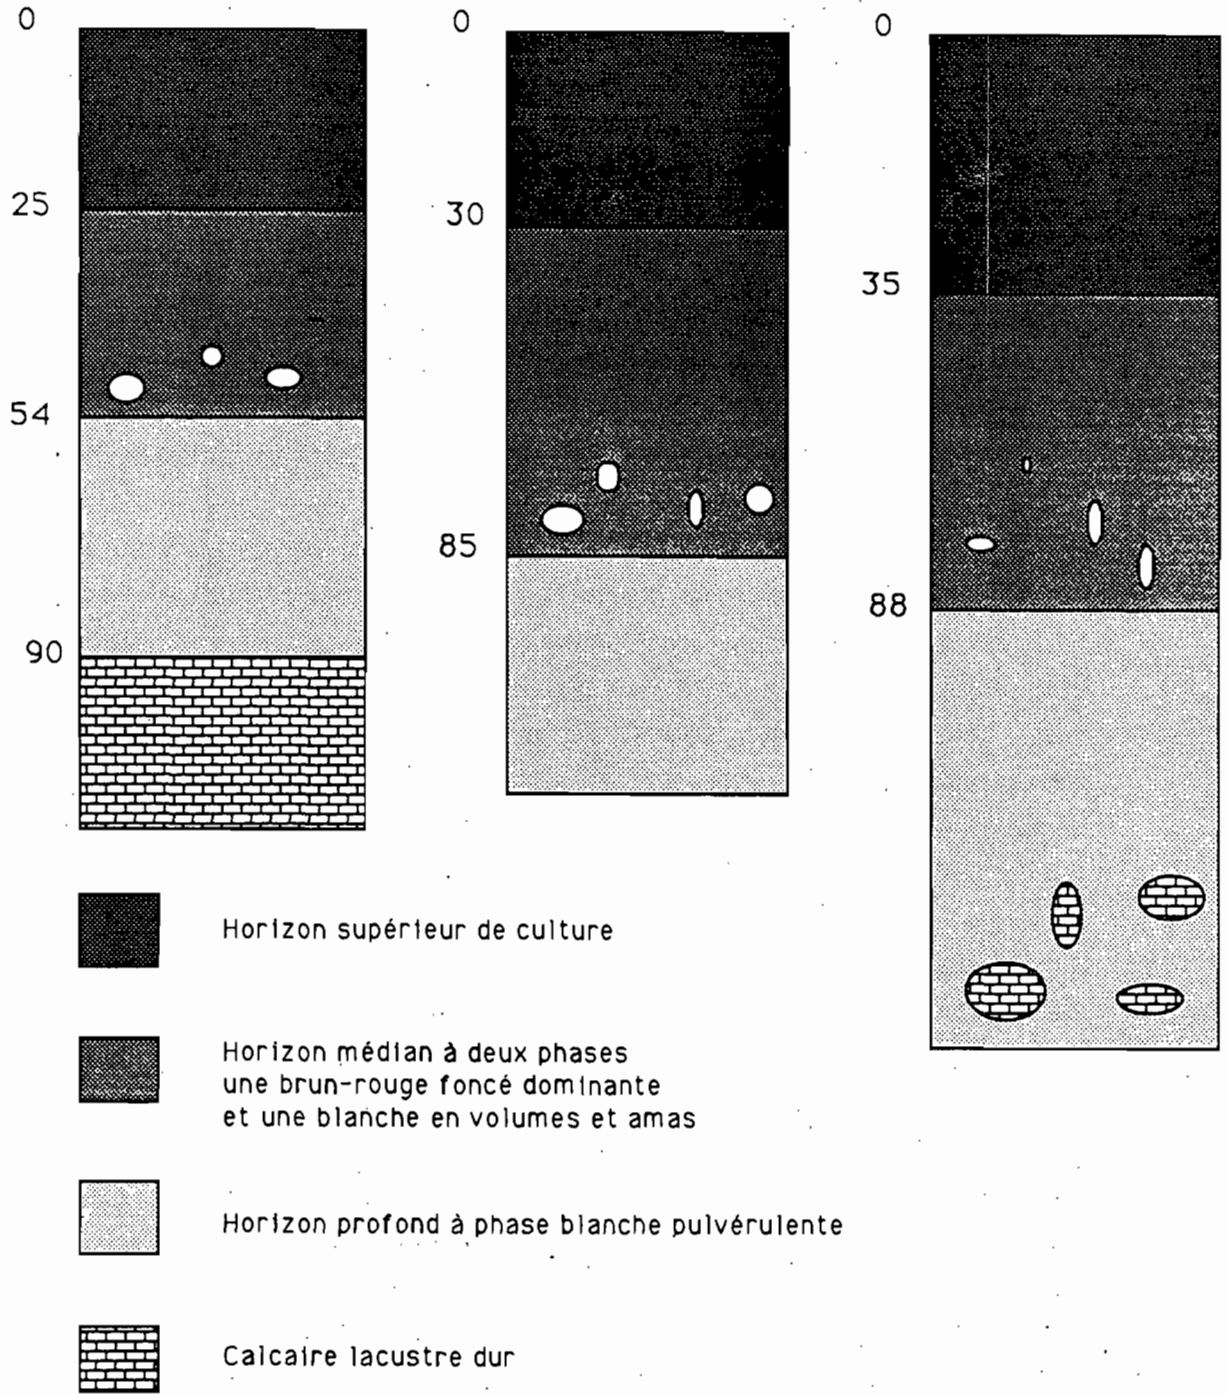 0
25
54
90
0
30
85
0
35
88
Horizon supérieur de culture
Horizon médian à deux phases
une brun-rouge foncé dominante
et une blanche en volumes et amas
Horizon profond à phase blanche pulvérulente
Calcaire lacustre dur